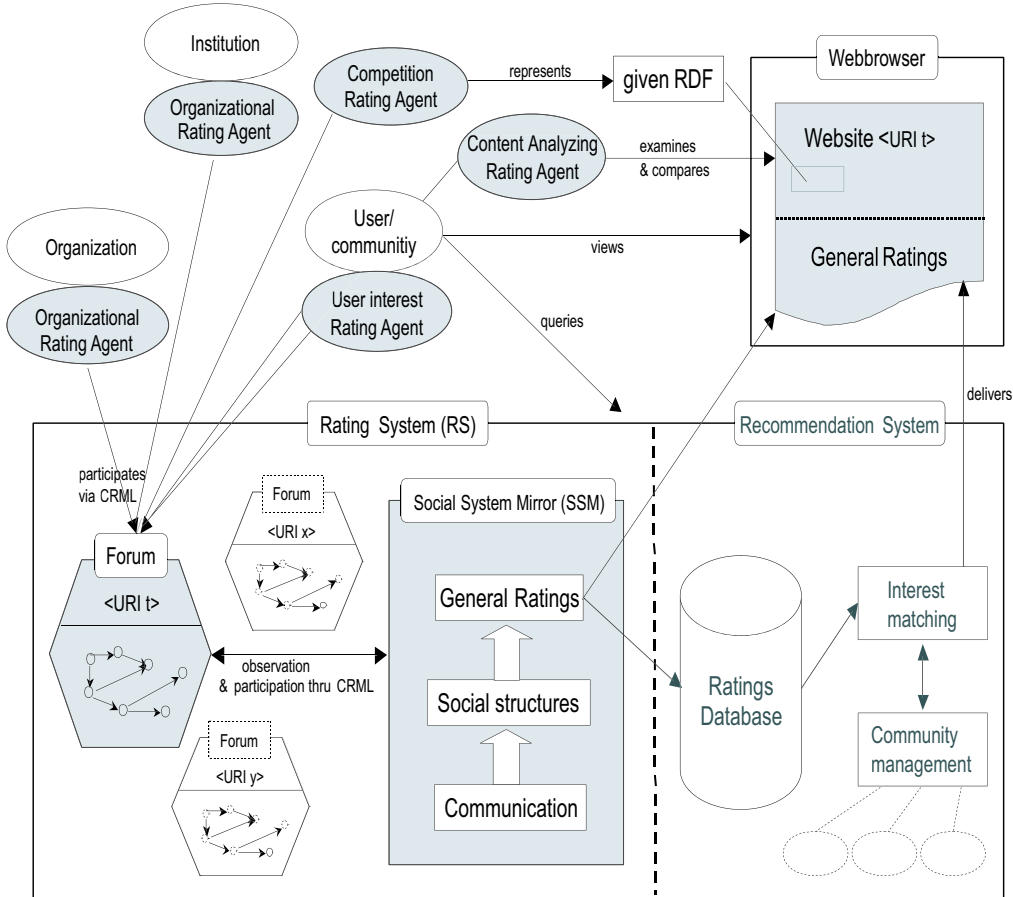 Institution
Organizational
Rating Agent
Competition
Rating Agent
represents
given RDF
Webbrowser
Website <URI t>
General Ratings
Content Analyzing
Rating Agent
examines
& compares
User/
communitiy
views
User interest
Rating Agent
queries
Organization
Organizational
Rating Agent
delivers
Rating System (RS)
Recommendation System
participates
via CRML
Forum
<URI t>
Forum
<URI x>
observation
& participation thru CRML
Forum
<URI y>
Social System Mirror (SSM)
General Ratings
Social structures
Communication
Ratings
Database
Interest
matching
Community
management